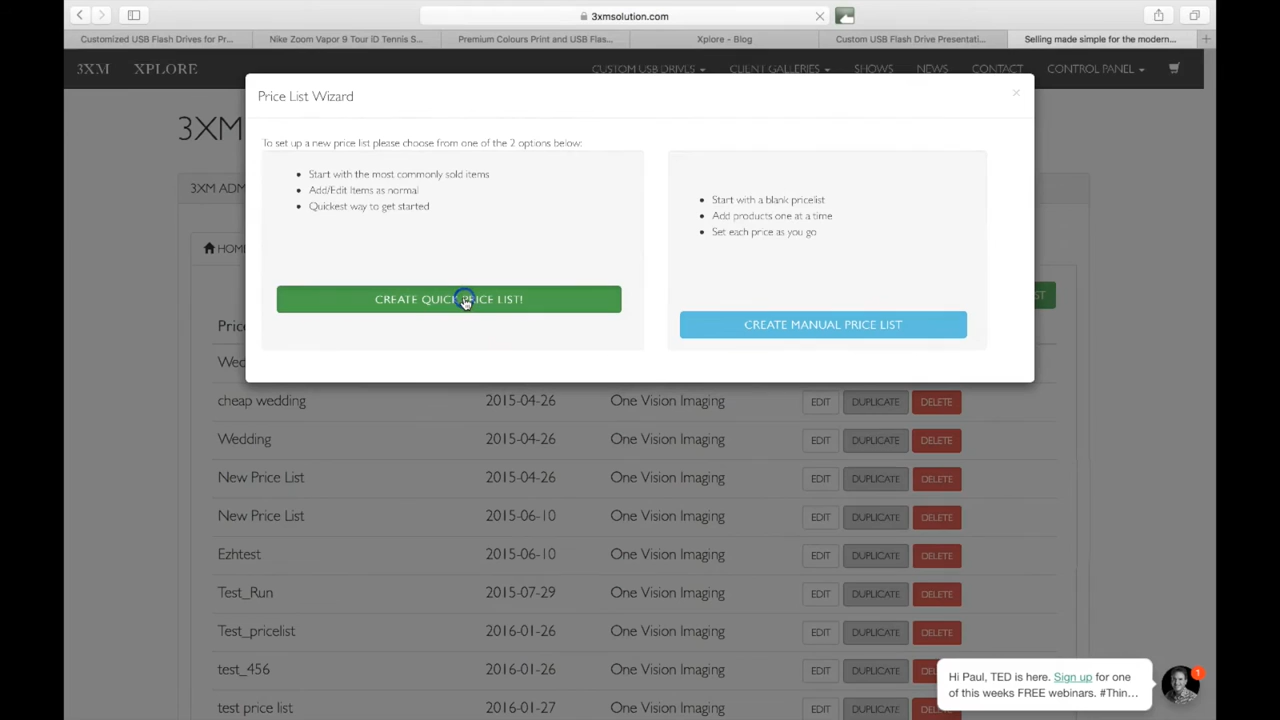 3xmsolution.com
Customized USB Flash Drives for Pr...
Nike Zoom Vapor 9 Tour iD Tennis S...
Premium Colours Print and USB Flas...
Xplore - Blog
Custom USB Flash Drive Presentati...
Selling made simple for the modern...
3XM XPLORE CUSTOM USB DRIVES CLIENT GALLERIES SHOWS NEWS CONTACT CONTROL PANEL
Price List Wizard ×
3XM
To set up a new price list please choose from one of the 2 options below:
Start with the most commonly sold items
Add/Edit Items as normal
Quickest way to get started
CREATE QUICK PRICE LIST!
Start with a blank pricelist
Add products one at a time
Set each price as you go
CREATE MANUAL PRICE LIST
3XM ADM
HOM
ST
Price
Wed
cheap wedding 2015-04-26 One Vision Imaging EDIT DUPLICATE DELETE
Wedding 2015-04-26 One Vision Imaging EDIT DUPLICATE DELETE
New Price List 2015-04-26 One Vision Imaging EDIT DUPLICATE DELETE
New Price List 2015-06-10 One Vision Imaging EDIT DUPLICATE DELETE
Ezhtest 2015-06-10 One Vision Imaging EDIT DUPLICATE DELETE
Test_Run 2015-07-29 One Vision Imaging EDIT DUPLICATE DELETE
Test_pricelist 2016-01-26 One Vision Imaging EDIT DUPLICATE DELETE
test_456 2016-01-26 One Vision Imaging EDIT DUPLICATE
test price list 2016-01-27 One Vision Imaging EDIT DUPLICATE
Hi Paul, TED is here. Sign up for one
of this weeks FREE webinars. #Thin...
1